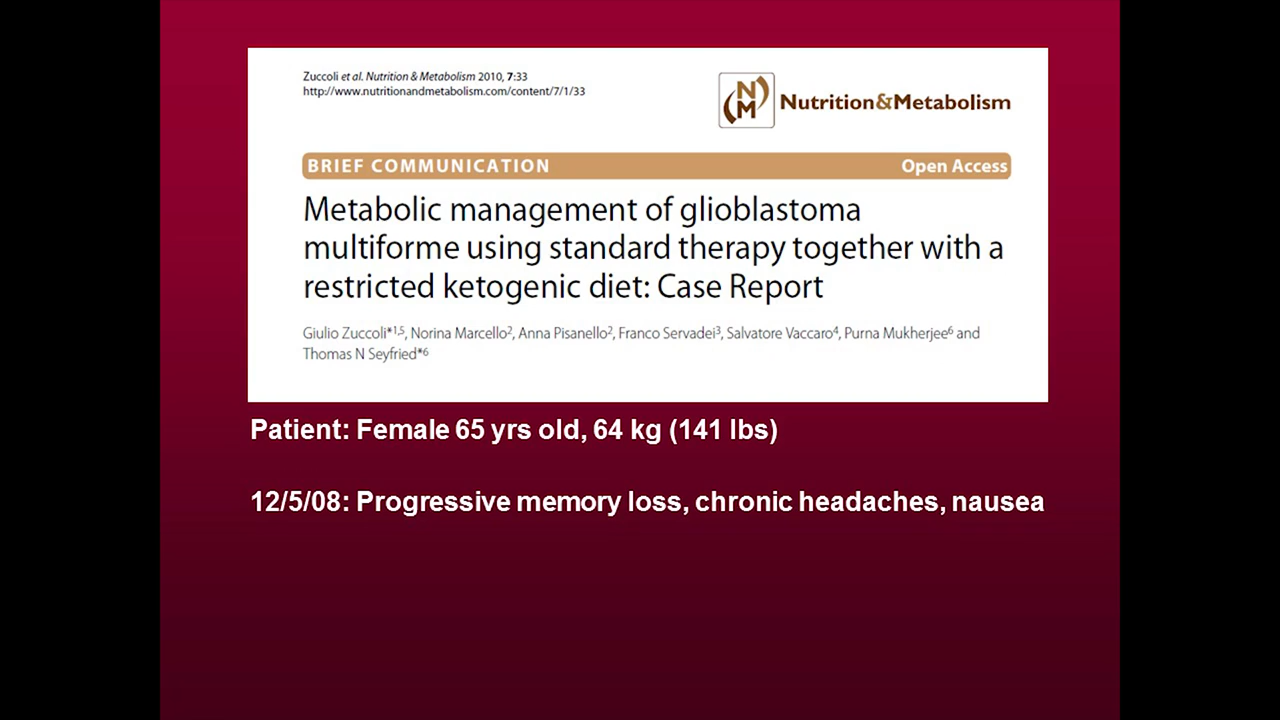 Zuccoli et al. Nutrition & Metabolism 2010, 7:33
http://www.nutritionandmetabolism.com/content/7/1/33
NM
Nutrition&Metabolism
BRIEF COMMUNICATION
Open Access
Metabolic management of glioblastoma
multiforme using standard therapy together with a
restricted ketogenic diet: Case Report
Giulio Zuccoli*1,5, Norina Marcello2, Anna Pisanello2, Franco Servadei3, Salvatore Vaccaro4, Purna Mukherjee6 and
Thomas N Seyfried*6
Patient: Female 65 yrs old, 64 kg (141 lbs)
12/5/08: Progressive memory loss, chronic headaches, nausea